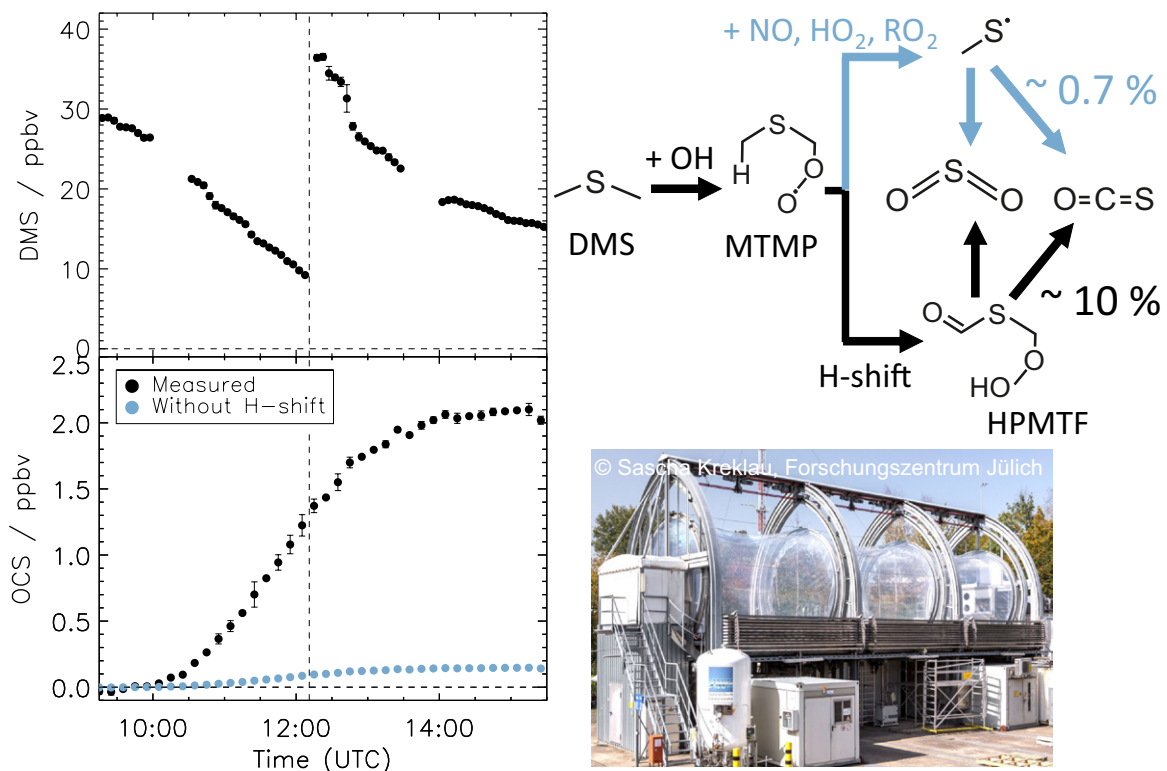 40
30
20
10
0
DMS / ppbv
2.5
2.0
1.5
1.0
0.5
0.0
OCS / ppbv
Measured
Without H-shift
10:00 12:00 14:00
Time (UTC)
+ NO, HO₂, RO₂
S•
~ 0.7 %
+ OH
S
DMS
S
H
O
O•
MTMP
O S O
O=C=S
~ 10 %
O S
O
HO
H-shift
HPMTF
© Sascha Kreklau, Forschungszentrum Jülich